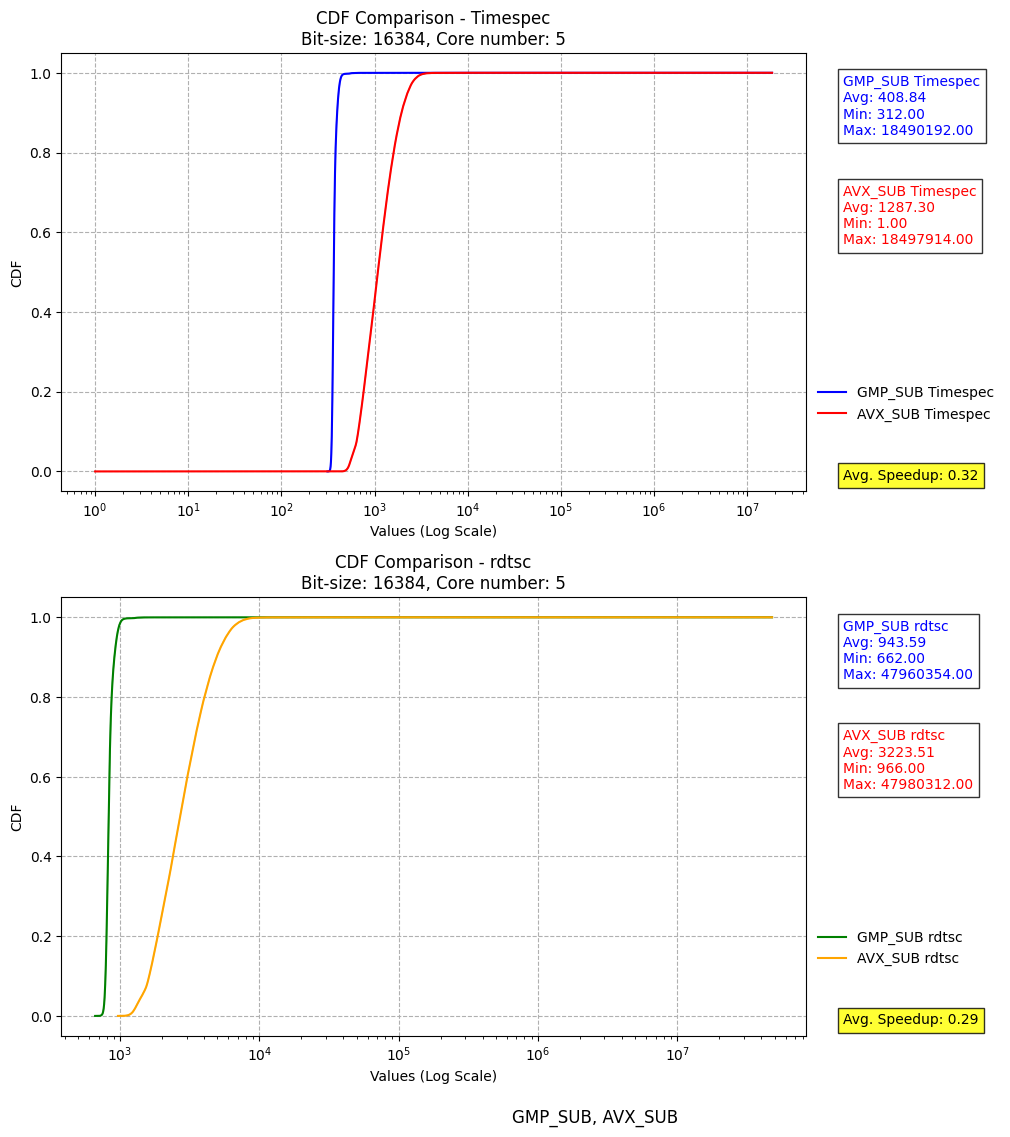 CDF Comparison - Timespec
Bit-size: 16384, Core number: 5
CDF
1.0
0.8
0.6
0.4
0.2
0.0
10^0 10^1 10^2 10^3 10^4 10^5 10^6 10^7
Values (Log Scale)
GMP_SUB Timespec
Avg: 408.84
Min: 312.00
Max: 18490192.00
AVX_SUB Timespec
Avg: 1287.30
Min: 1.00
Max: 18497914.00
GMP_SUB Timespec
AVX_SUB Timespec
Avg. Speedup: 0.32
CDF Comparison - rdtsc
Bit-size: 16384, Core number: 5
CDF
1.0
0.8
0.6
0.4
0.2
0.0
10^3 10^4 10^5 10^6 10^7
Values (Log Scale)
GMP_SUB rdtsc
Avg: 943.59
Min: 662.00
Max: 47960354.00
AVX_SUB rdtsc
Avg: 3223.51
Min: 966.00
Max: 47980312.00
GMP_SUB rdtsc
AVX_SUB rdtsc
Avg. Speedup: 0.29
GMP_SUB, AVX_SUB